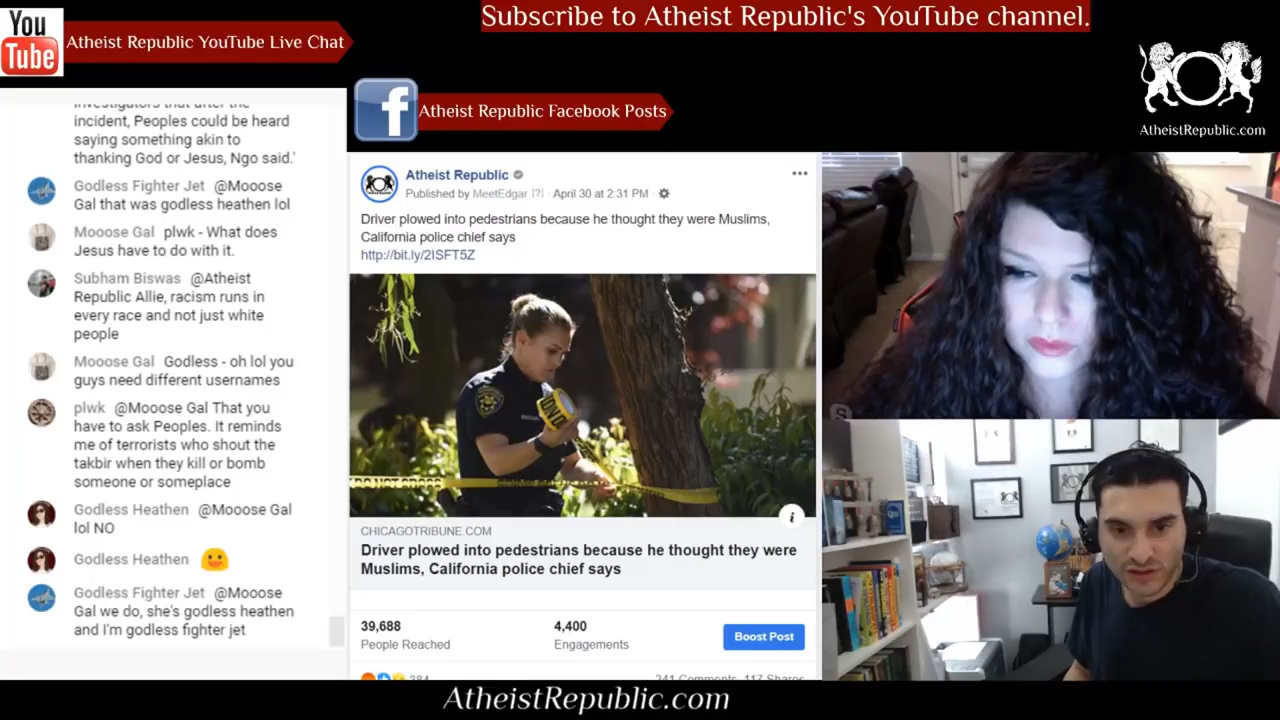 Subscribe to Atheist Republic's YouTube channel.
You
Tube
Atheist Republic YouTube Live Chat
AtheistRepublic.com
f
Atheist Republic Facebook Posts
investigators that after the
incident, Peoples could be heard
saying something akin to
thanking God or Jesus, Ngo said.'
Godless Fighter Jet @Mooose
Gal that was godless heathen lol
Mooose Gal plwk - What does
Jesus have to do with it.
Subham Biswas @Atheist
Republic Allie, racism runs in
every race and not just white
people
Mooose Gal Godless - oh lol you
guys need different usernames
plwk @Mooose Gal That you
have to ask Peoples. It reminds
me of terrorists who shout the
takbir when they kill or bomb
someone or someplace
Godless Heathen @Mooose Gal
lol NO
Godless Heathen
Godless Fighter Jet @Mooose
Gal we do, she's godless heathen
and I'm godless fighter jet
Atheist Republic
Published by MeetEdgar [?] · April 30 at 2:31 PM ·
Driver plowed into pedestrians because he thought they were Muslims,
California police chief says
http://bit.ly/2ISFT5Z
DO NOT CROSS
i
CHICAGOTRIBUNE.COM
Driver plowed into pedestrians because he thought they were
Muslims, California police chief says
39,688
People Reached
4,400
Engagements
Boost Post
384
241 Comments 117 Shares
S
AtheistRepublic.com